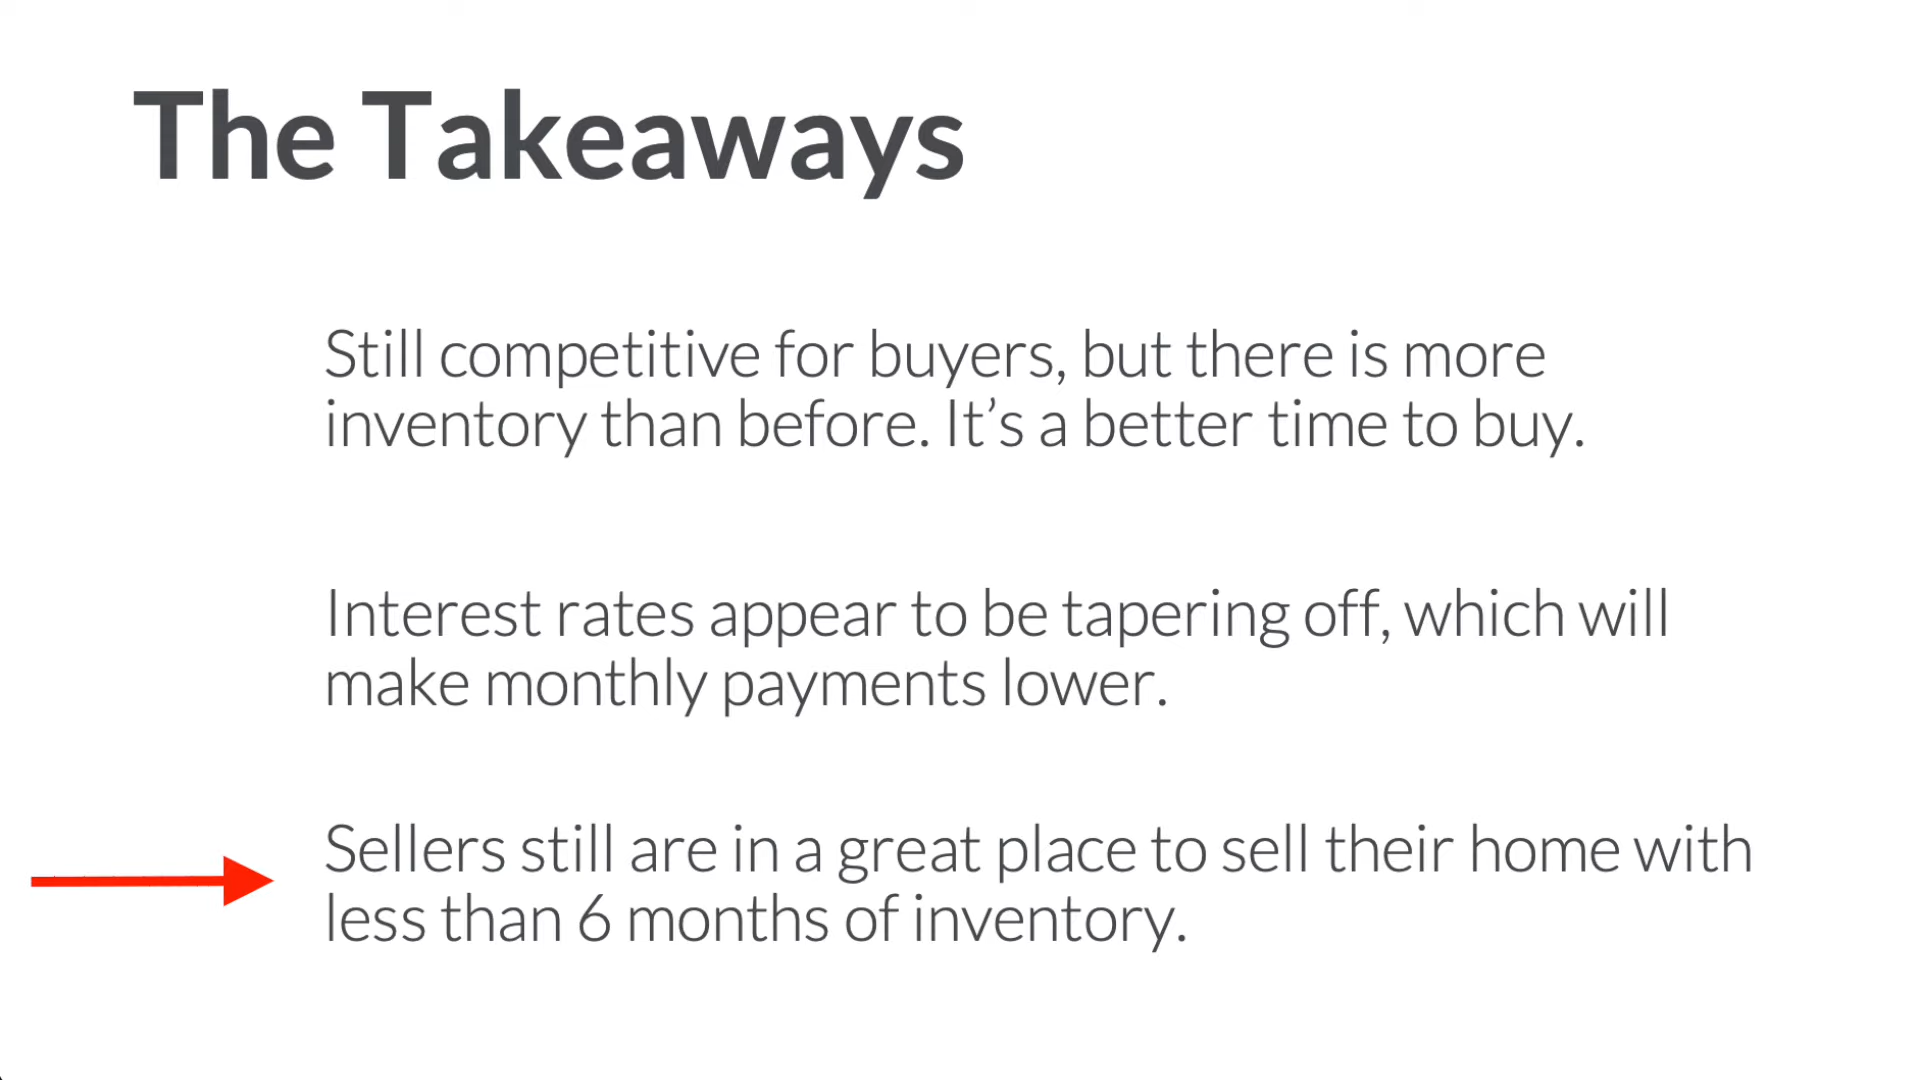 The Takeaways
Still competitive for buyers, but there is more
inventory than before. It’s a better time to buy.
Interest rates appear to be tapering off, which will
make monthly payments lower.
Sellers still are in a great place to sell their home with
less than 6 months of inventory.